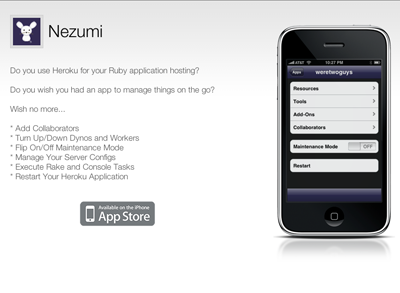 Nezumi
Do you use Heroku for your Ruby application hosting?
Do you wish you had an app to manage things on the go?
Wish no more...
* Add Collaborators
* Turn Up/Down Dynos and Workers
* Flip On/Off Maintenance Mode
* Manage Your Server Configs
* Execute Rake and Console Tasks
* Restart Your Heroku Application
Available on the iPhone
App Store
AT&T 10:27 PM
Apps weretwoguys
Resources
Tools
Add-Ons
Collaborators
Maintenance Mode OFF
Restart